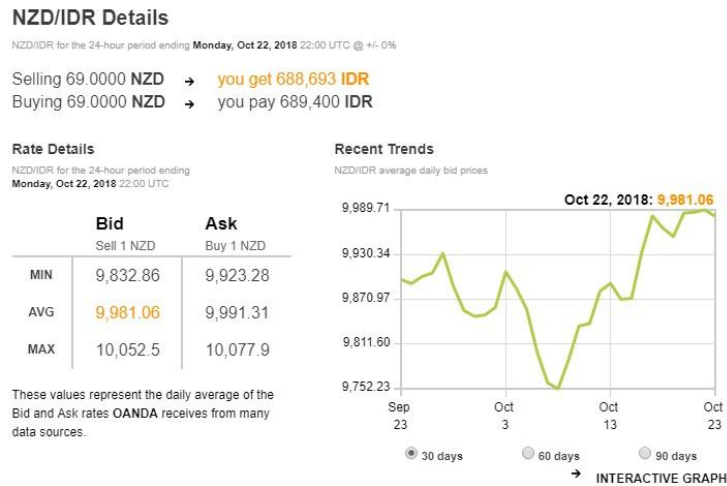 NZD/IDR Details
NZD/IDR for the 24-hour period ending Monday, Oct 22, 2018 22:00 UTC @ +/- 0%
Selling 69.0000 NZD → you get 688,693 IDR
Buying 69.0000 NZD → you pay 689,400 IDR
Rate Details
NZD/IDR for the 24-hour period ending
Monday, Oct 22, 2018 22:00 UTC
Bid Ask
Sell 1 NZD Buy 1 NZD
MIN 9,832.86 9,923.28
AVG 9,981.06 9,991.31
MAX 10,052.5 10,077.9
These values represent the daily average of the
Bid and Ask rates OANDA receives from many
data sources.
Recent Trends
NZD/IDR average daily bid prices
Oct 22, 2018: 9,981.06
9,989.71
9,930.34
9,870.97
9,811.60
9,752.23
Sep Oct Oct Oct
23 3 13 23
30 days 60 days 90 days
→ INTERACTIVE GRAPH